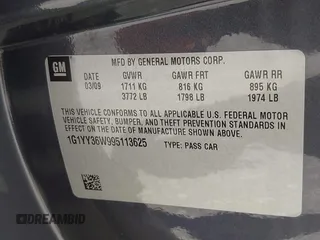 GM
MFD BY GENERAL MOTORS CORP.
DATE GVWR GAWR FRT GAWR RR
03/09 1711 KG 816 KG 895 KG
3772 LB 1798 LB 1974 LB
THIS VEHICLE CONFORMS TO ALL APPLICABLE U.S. FEDERAL MOTOR
VEHICLE SAFETY, BUMPER, AND THEFT PREVENTION STANDARDS IN
EFFECT ON THE DATE OF MANUFACTURE SHOWN ABOVE.
1G1YY36W995113625 TYPE: PASS CAR
DREAMBID